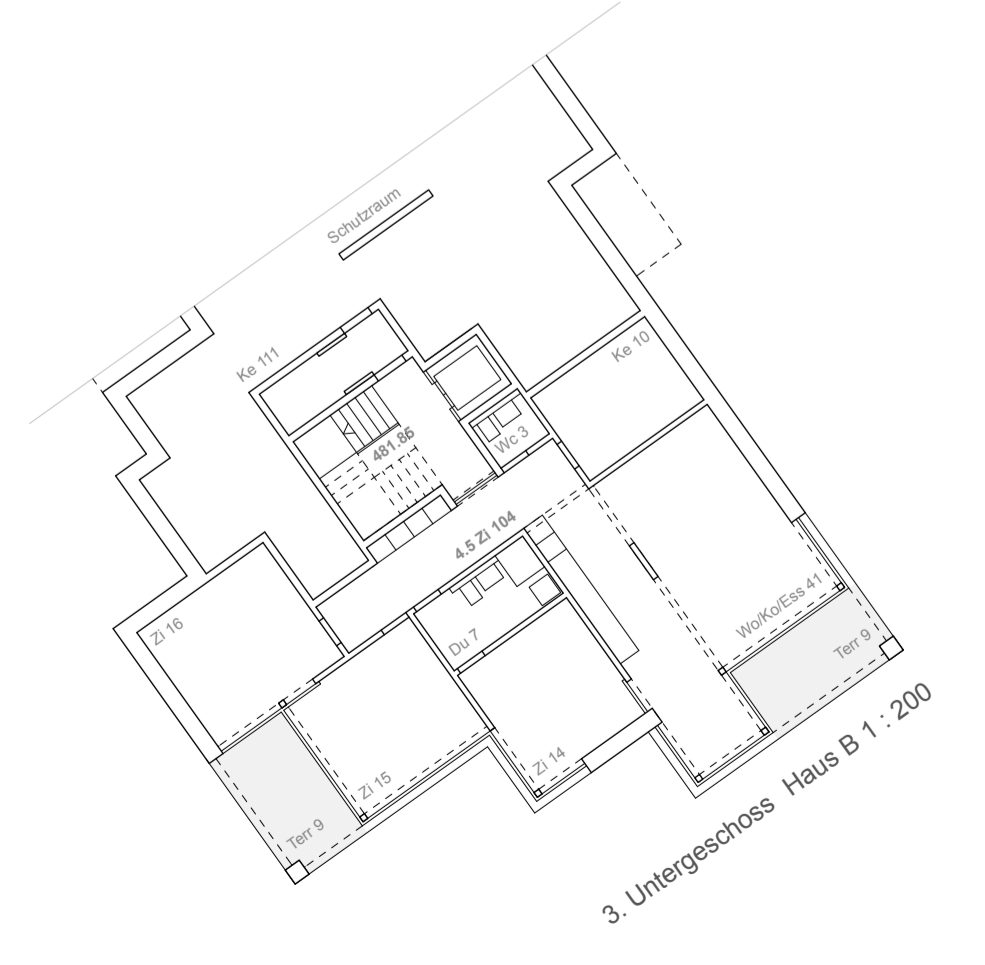 Schutzraum
Ke 111
Ke 10
481.85
Wc 3
4.5 Zi 104
Zi 16
Du 7
Wo/Ko/Ess 41
Terr 9
Zi 15
Zi 14
Terr 9
3. Untergeschoss Haus B 1 : 200